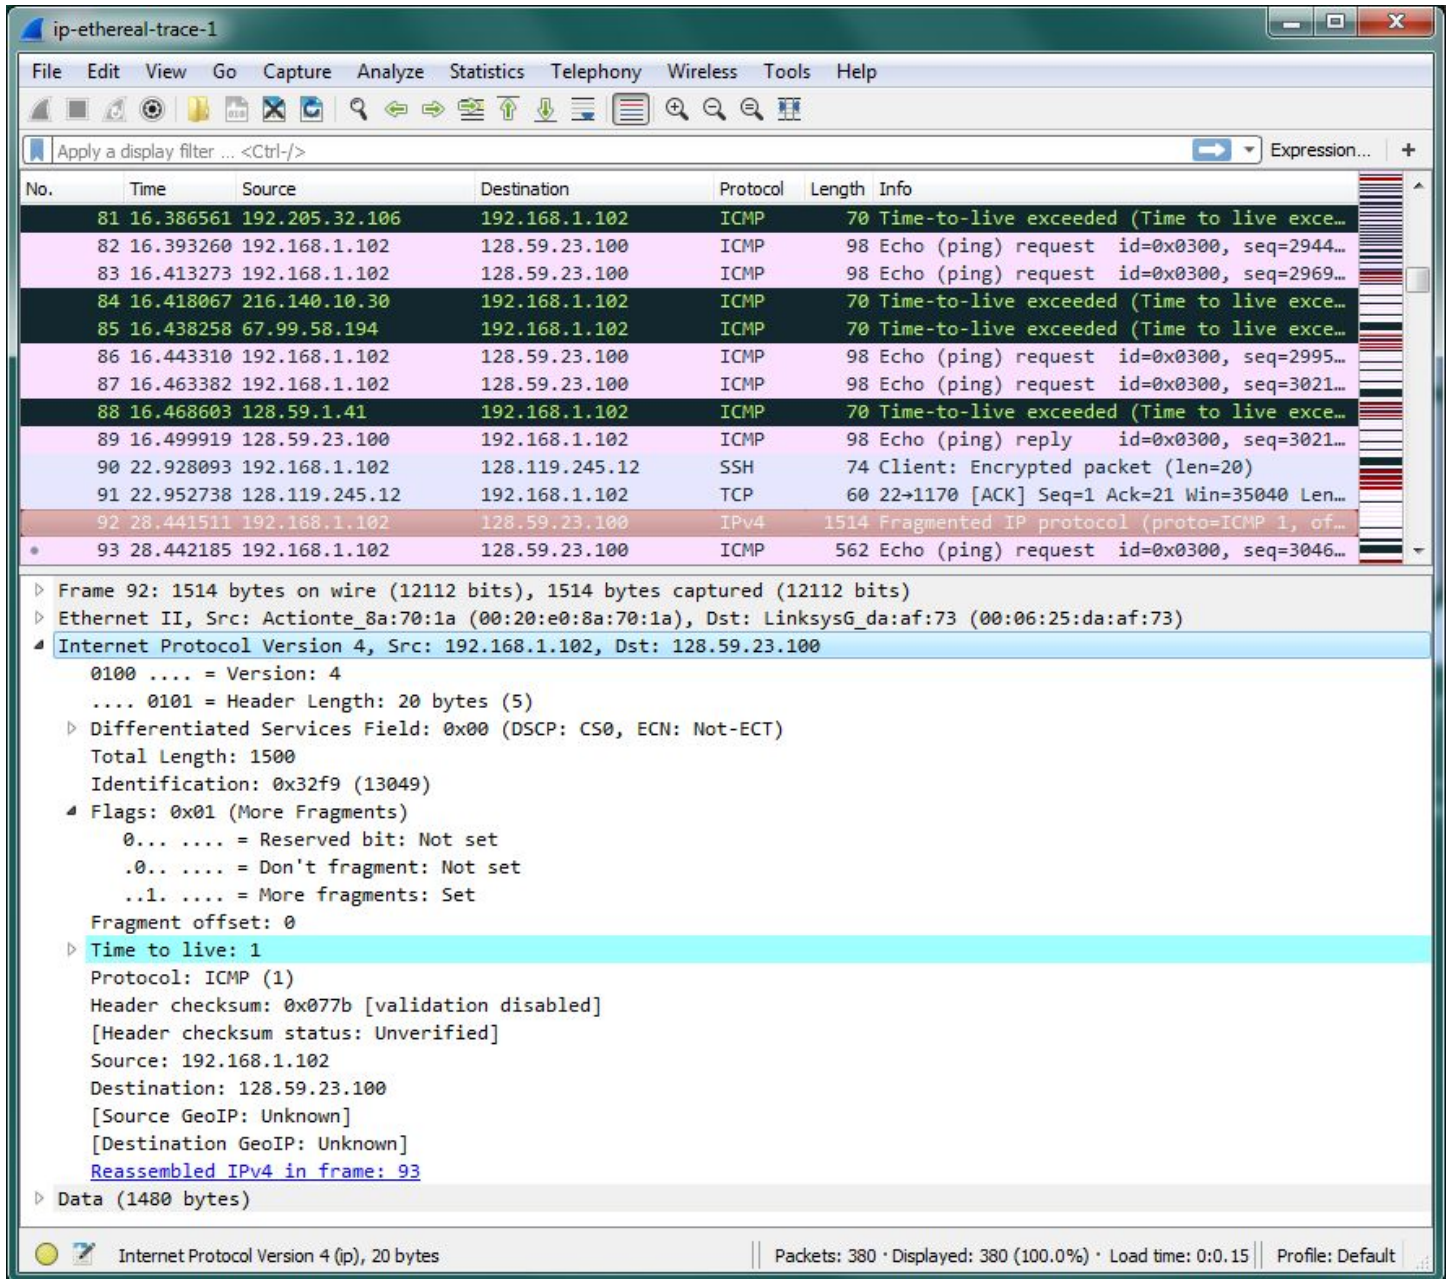 ip-ethereal-trace-1
File Edit View Go Capture Analyze Statistics Telephony Wireless Tools Help
Apply a display filter ... <Ctrl-/> Expression... +
No. Time Source Destination Protocol Length Info
81 16.386561 192.205.32.106 192.168.1.102 ICMP 70 Time-to-live exceeded (Time to live exce…
82 16.393260 192.168.1.102 128.59.23.100 ICMP 98 Echo (ping) request id=0x0300, seq=2944…
83 16.413273 192.168.1.102 128.59.23.100 ICMP 98 Echo (ping) request id=0x0300, seq=2969…
84 16.418067 216.140.10.30 192.168.1.102 ICMP 70 Time-to-live exceeded (Time to live exce…
85 16.438258 67.99.58.194 192.168.1.102 ICMP 70 Time-to-live exceeded (Time to live exce…
86 16.443310 192.168.1.102 128.59.23.100 ICMP 98 Echo (ping) request id=0x0300, seq=2995…
87 16.463382 192.168.1.102 128.59.23.100 ICMP 98 Echo (ping) request id=0x0300, seq=3021…
88 16.468603 128.59.1.41 192.168.1.102 ICMP 70 Time-to-live exceeded (Time to live exce…
89 16.499919 128.59.23.100 192.168.1.102 ICMP 98 Echo (ping) reply id=0x0300, seq=3021…
90 22.928093 192.168.1.102 128.119.245.12 SSH 74 Client: Encrypted packet (len=20)
91 22.952738 128.119.245.12 192.168.1.102 TCP 60 22→1170 [ACK] Seq=1 Ack=21 Win=35040 Len…
92 28.441511 192.168.1.102 128.59.23.100 IPv4 1514 Fragmented IP protocol (proto=ICMP 1, of…
93 28.442185 192.168.1.102 128.59.23.100 ICMP 562 Echo (ping) request id=0x0300, seq=3046…
Frame 92: 1514 bytes on wire (12112 bits), 1514 bytes captured (12112 bits)
Ethernet II, Src: Actionte_8a:70:1a (00:20:e0:8a:70:1a), Dst: LinksysG_da:af:73 (00:06:25:da:af:73)
Internet Protocol Version 4, Src: 192.168.1.102, Dst: 128.59.23.100
0100 .... = Version: 4
.... 0101 = Header Length: 20 bytes (5)
Differentiated Services Field: 0x00 (DSCP: CS0, ECN: Not-ECT)
Total Length: 1500
Identification: 0x32f9 (13049)
Flags: 0x01 (More Fragments)
0... .... = Reserved bit: Not set
.0.. .... = Don't fragment: Not set
..1. .... = More fragments: Set
Fragment offset: 0
Time to live: 1
Protocol: ICMP (1)
Header checksum: 0x077b [validation disabled]
[Header checksum status: Unverified]
Source: 192.168.1.102
Destination: 128.59.23.100
[Source GeoIP: Unknown]
[Destination GeoIP: Unknown]
Reassembled IPv4 in frame: 93
Data (1480 bytes)
Internet Protocol Version 4 (ip), 20 bytes Packets: 380 · Displayed: 380 (100.0%) · Load time: 0:0.15 Profile: Default